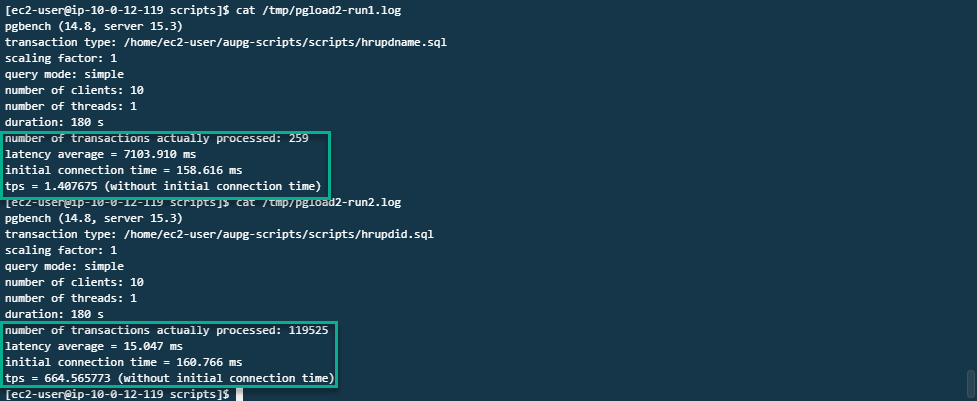 [ec2-user@ip-10-0-12-119 scripts]$ cat /tmp/pgload2-run1.log
pgbench (14.8, server 15.3)
transaction type: /home/ec2-user/aupg-scripts/scripts/hrupdname.sql
scaling factor: 1
query mode: simple
number of clients: 10
number of threads: 1
duration: 180 s
number of transactions actually processed: 259
latency average = 7103.910 ms
initial connection time = 158.616 ms
tps = 1.407675 (without initial connection time)
[ec2-user@ip-10-0-12-119 scripts]$ cat /tmp/pgload2-run2.log
pgbench (14.8, server 15.3)
transaction type: /home/ec2-user/aupg-scripts/scripts/hrupdid.sql
scaling factor: 1
query mode: simple
number of clients: 10
number of threads: 1
duration: 180 s
number of transactions actually processed: 119525
latency average = 15.047 ms
initial connection time = 160.766 ms
tps = 664.565773 (without initial connection time)
[ec2-user@ip-10-0-12-119 scripts]$